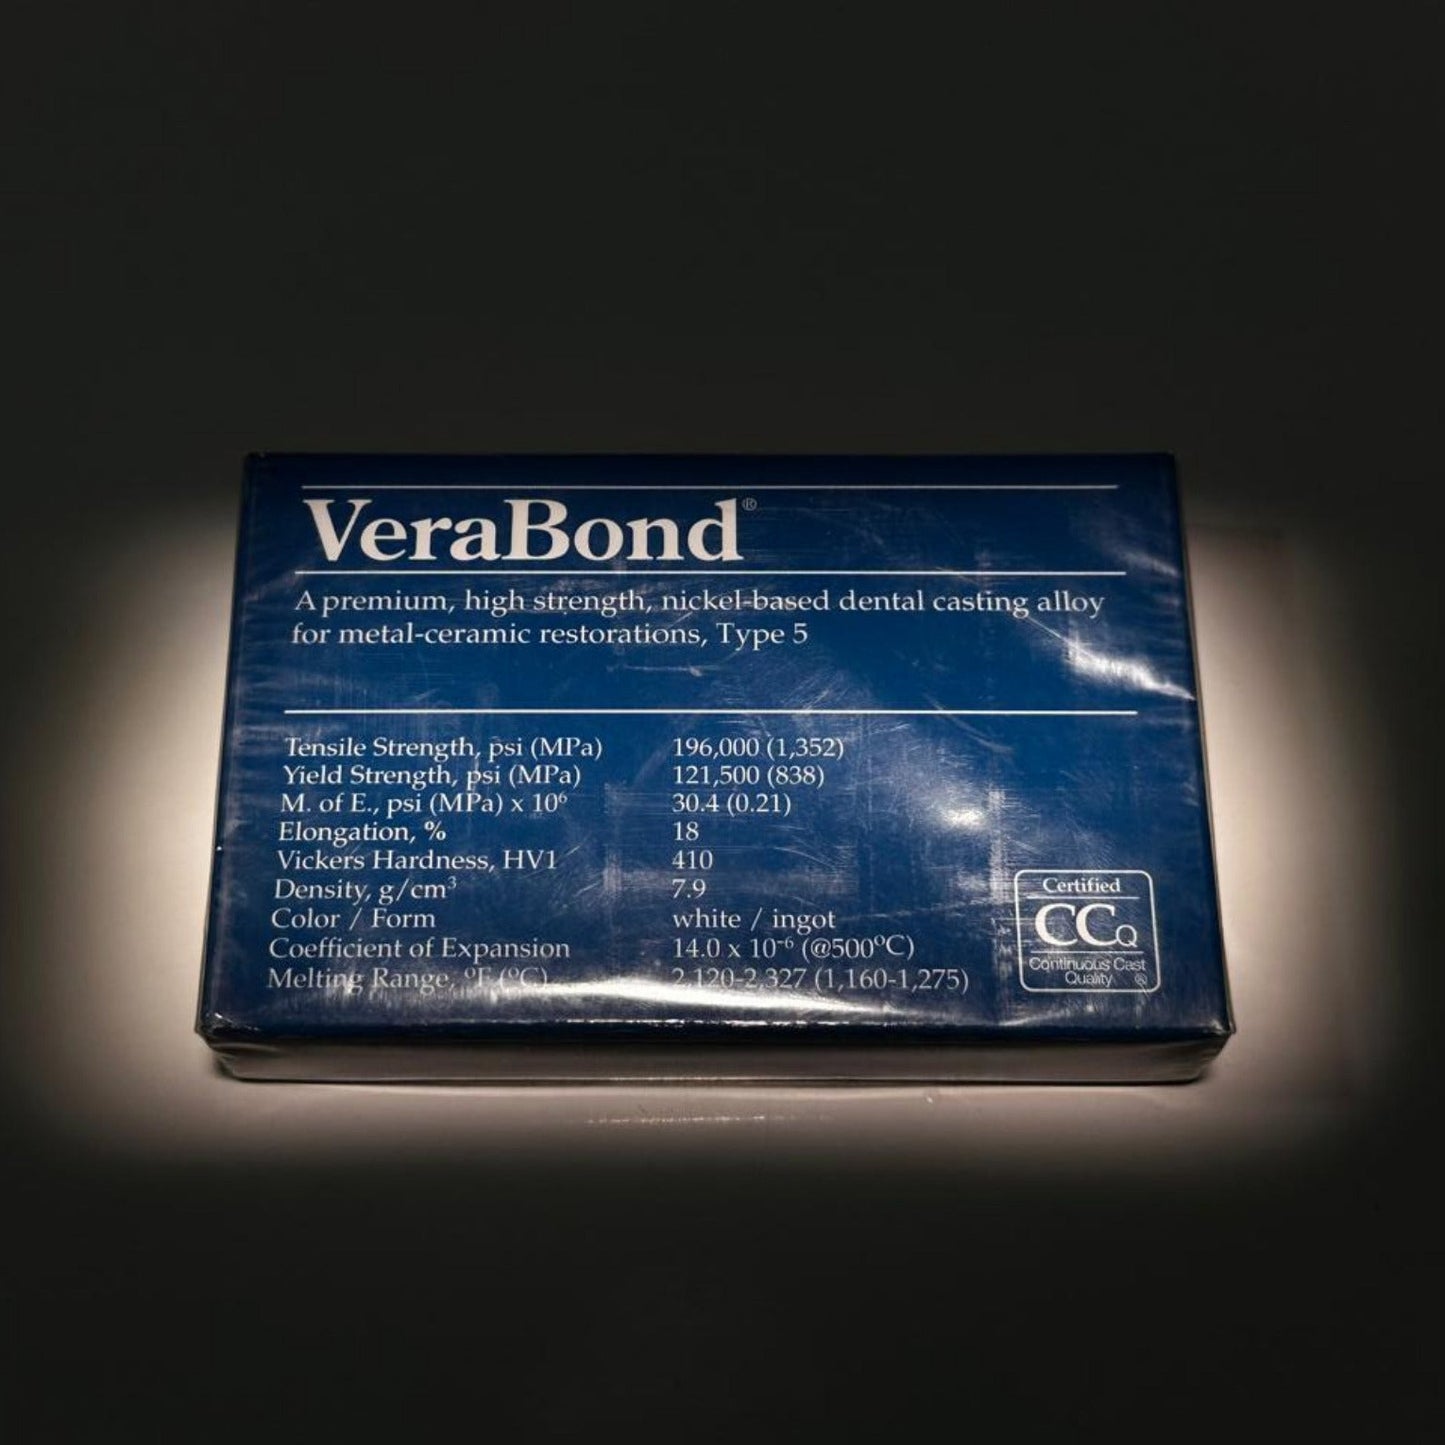 VeraBond®
A premium, high strength, nickel-based dental casting alloy
for metal-ceramic restorations, Type 5
Tensile Strength, psi (MPa) 196,000 (1,352)
Yield Strength, psi (MPa) 121,500 (838)
M. of E., psi (MPa) x 10⁶ 30.4 (0.21)
Elongation, % 18
Vickers Hardness, HV1 410
Density, g/cm³ 7.9
Color / Form white / ingot
Coefficient of Expansion 14.0 x 10⁻⁶ (@500ºC)
Melting Range, ºF (ºC) 2,120-2,327 (1,160-1,275)
Certified
CCQ
Continuous Cast
Quality ®